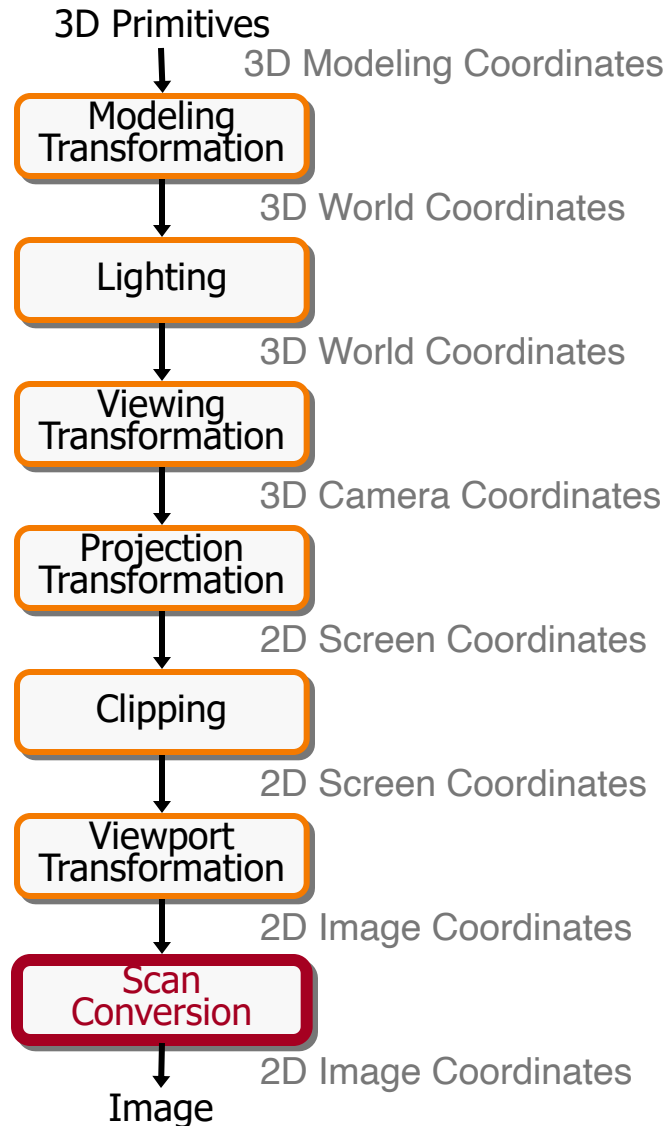 3D Primitives
3D Modeling Coordinates
Modeling
Transformation
3D World Coordinates
Lighting
3D World Coordinates
Viewing
Transformation
3D Camera Coordinates
Projection
Transformation
2D Screen Coordinates
Clipping
2D Screen Coordinates
Viewport
Transformation
2D Image Coordinates
Scan
Conversion
2D Image Coordinates
Image